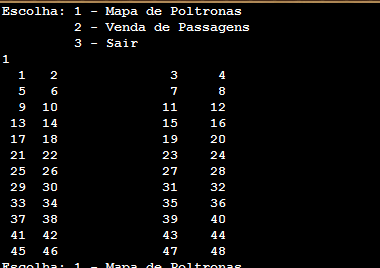 Escolha: 1 - Mapa de Poltronas
2 - Venda de Passagens
3 - Sair
1
1 2 3 4
5 6 7 8
9 10 11 12
13 14 15 16
17 18 19 20
21 22 23 24
25 26 27 28
29 30 31 32
33 34 35 36
37 38 39 40
41 42 43 44
45 46 47 48
Escolha: 1 - Mapa de Poltronas